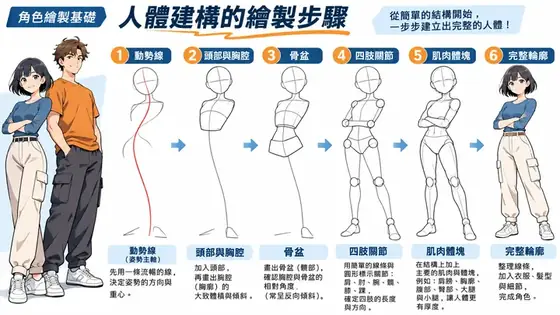 角色繪製基礎
人體建構的繪製步驟
從簡單的結構開始，
一步步建立出完整的人體！
1 動勢線
2 頭部與胸腔
3 骨盆
4 四肢關節
5 肌肉體塊
6 完整輪廓
動勢線
(姿勢主軸)
先用一條流暢的線，
決定姿勢的方向與
重心。
頭部與胸腔
加入頭部，
再畫出胸腔
(胸廓)的
大致體積與傾斜。
骨盆
畫出骨盆(髖部)，
確認胸腔與骨盆的
相對角度
(常呈反向傾斜)。
四肢關節
用簡單的線條與
圓形標示關節：
肩、肘、腕、髖、
膝、踝。
確定四肢的長度
與方向。
肌肉體塊
在結構上加上
主要的肌肉與體塊，
例如：肩膀、胸廓、
腹部、臀部、大腿
與小腿，讓人體更
有厚度。
完整輪廓
整理線條，
加入衣服、髮型
與細節，
完成角色。